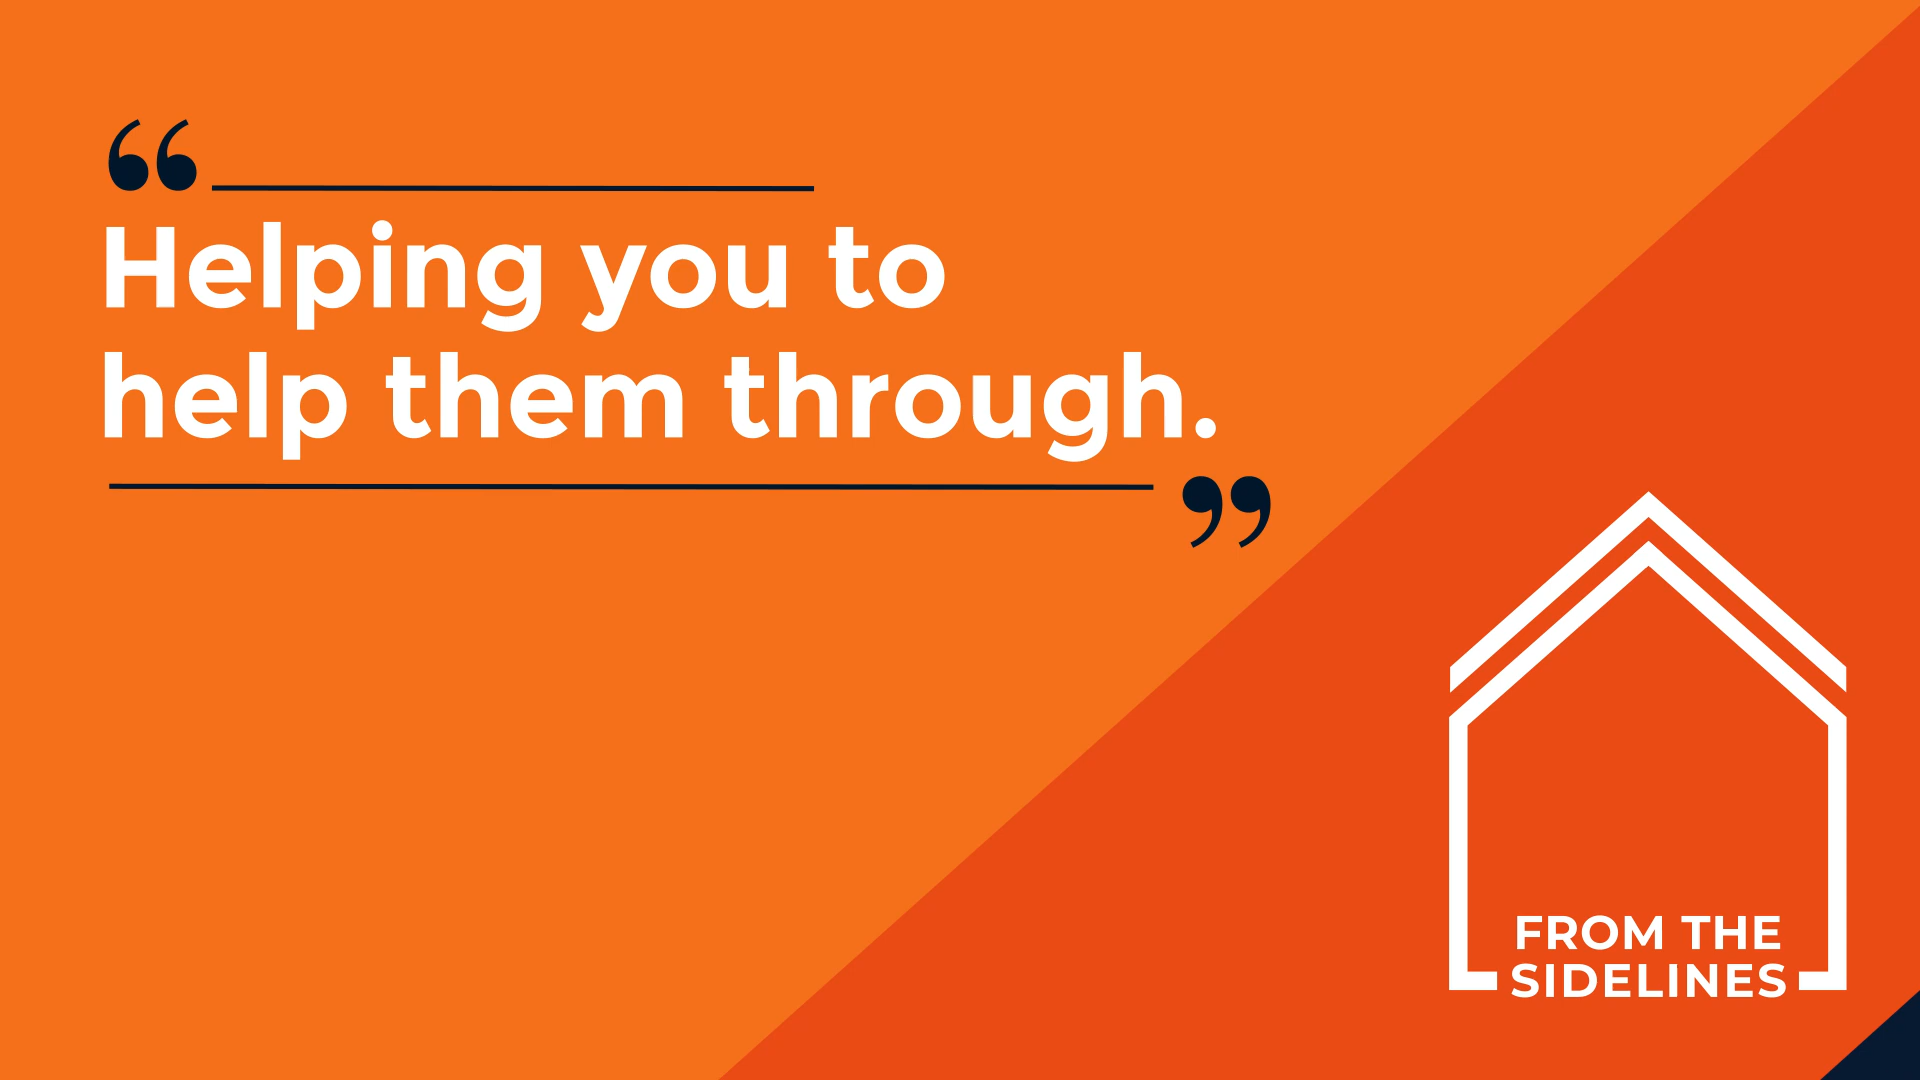 “
Helping you to
help them through.
”
FROM THE
SIDELINES